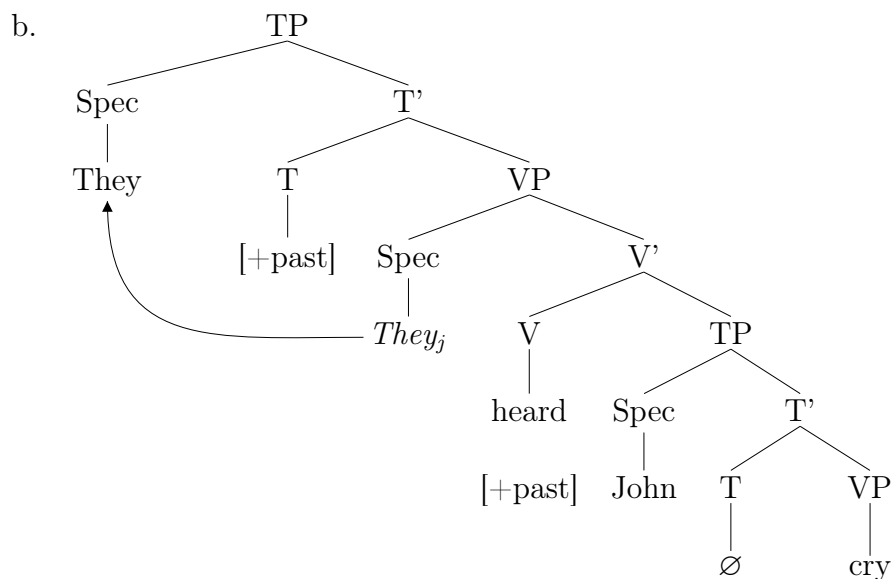 b. TP
Spec T'
They T VP
[+past] Spec V'
They_j V TP
heard Spec T'
[+past] John T VP
∅ cry